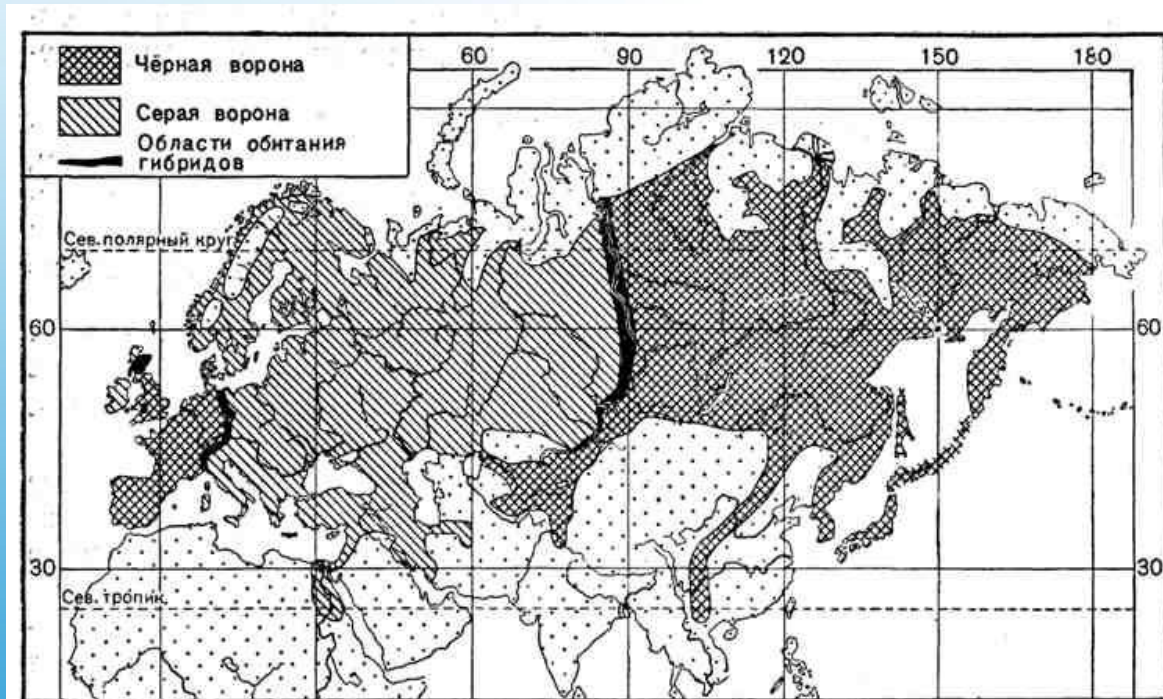 Чёрная ворона
Серая ворона
Области обитания
гибридов
60 90 120 150 180
Сев.полярный круг
60 60
30 30
Сев. тропик